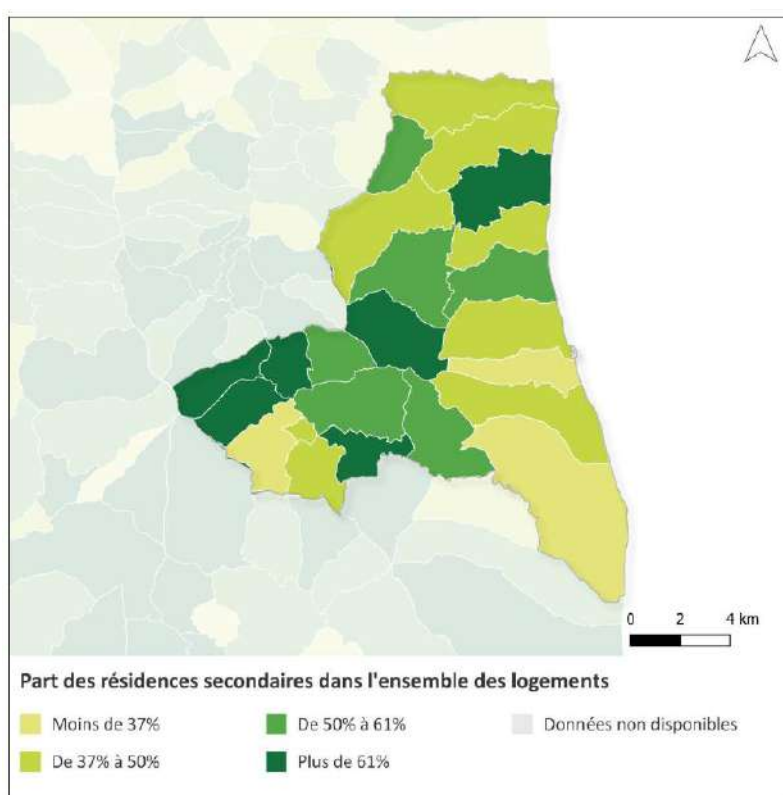 0 2 4 km
Part des résidences secondaires dans l'ensemble des logements
Moins de 37%
De 50% à 61%
Données non disponibles
De 37% à 50%
Plus de 61%